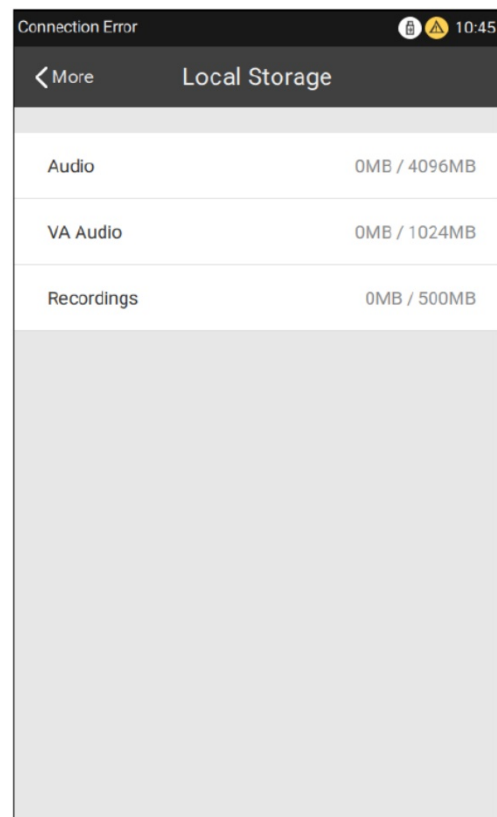 Connection Error 10:45
More Local Storage
Audio 0MB / 4096MB
VA Audio 0MB / 1024MB
Recordings 0MB / 500MB